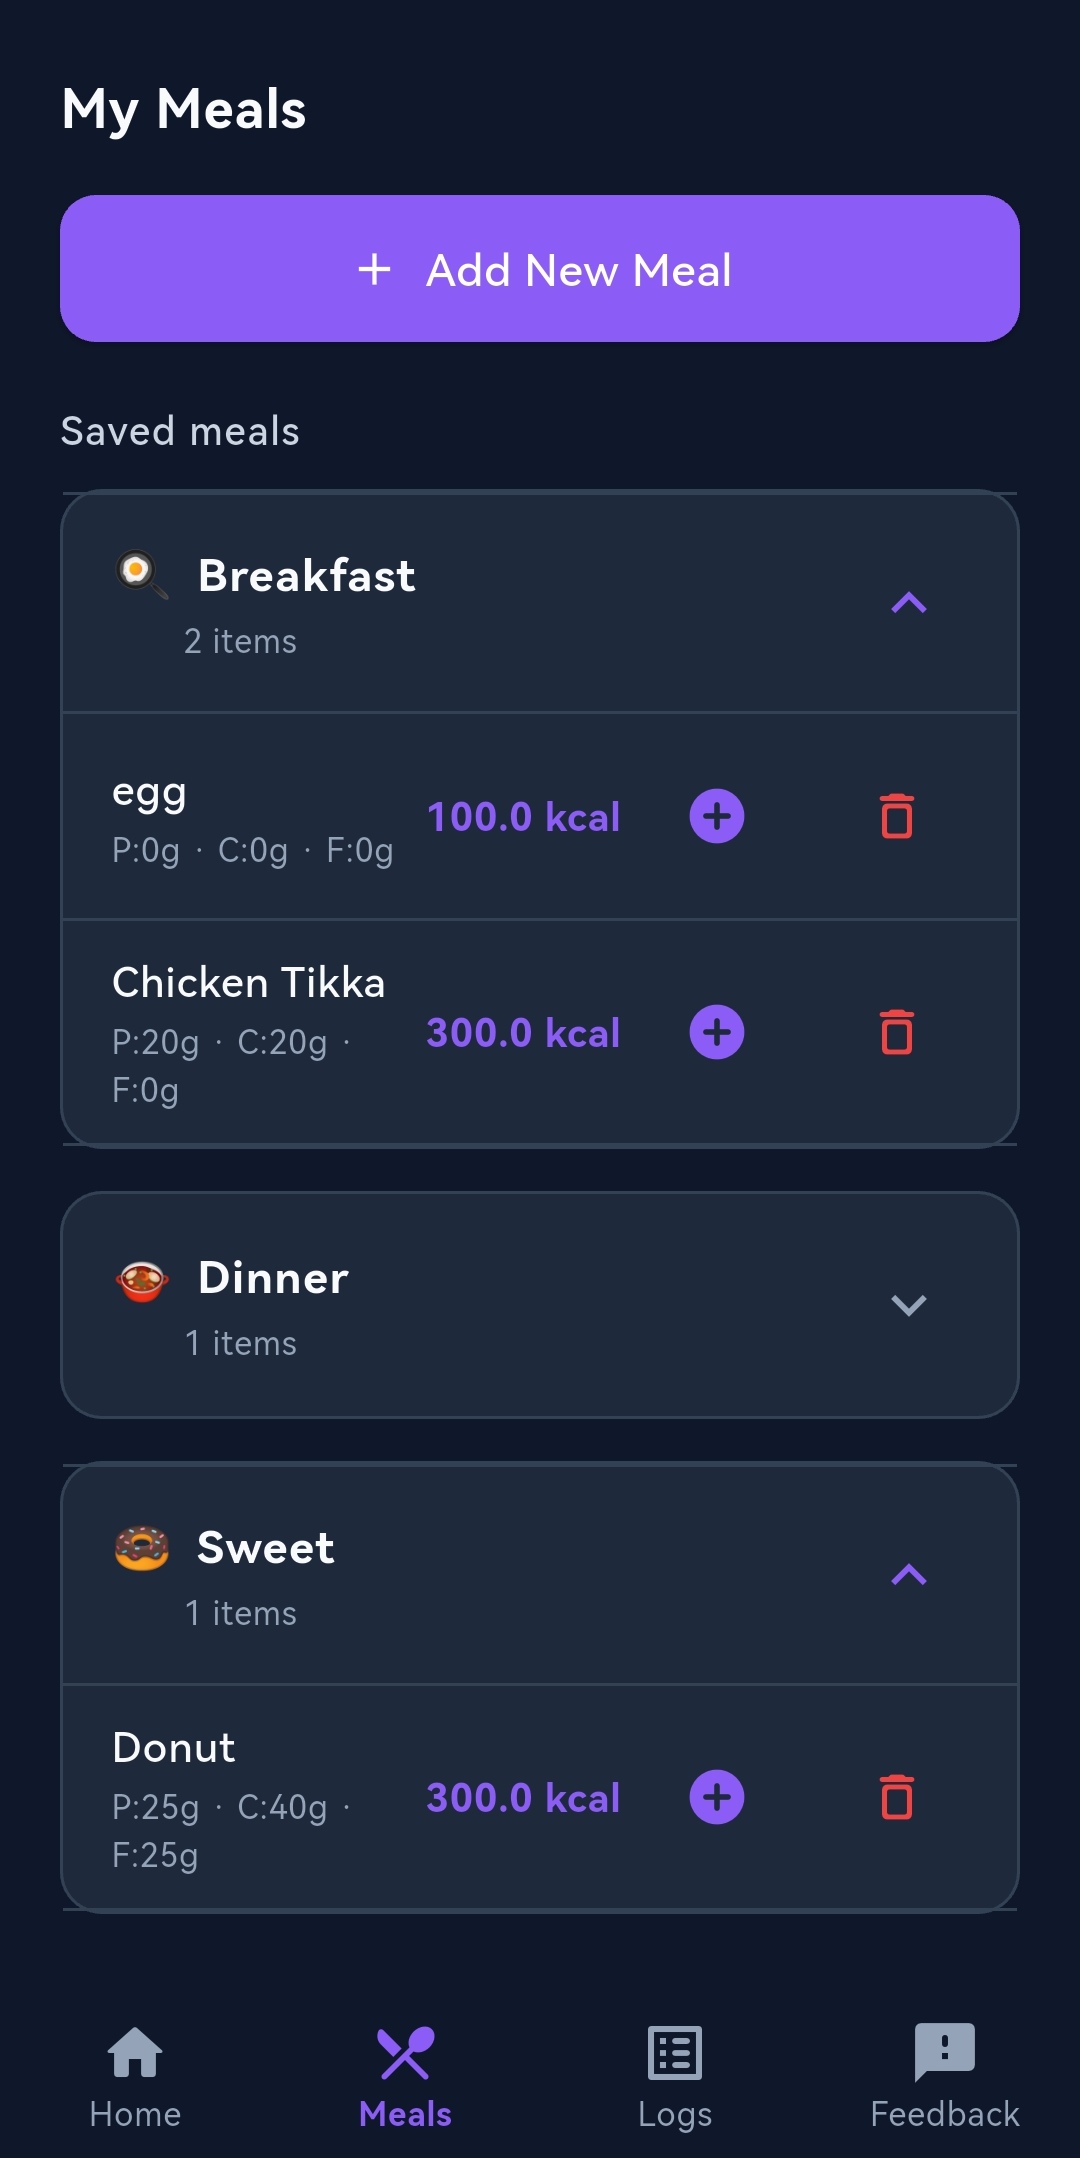 My Meals
+ Add New Meal
Saved meals
Breakfast
2 items
egg
P:0g · C:0g · F:0g
100.0 kcal
Chicken Tikka
P:20g · C:20g ·
F:0g
300.0 kcal
Dinner
1 items
Sweet
1 items
Donut
P:25g · C:40g ·
F:25g
300.0 kcal
Home
Meals
Logs
Feedback